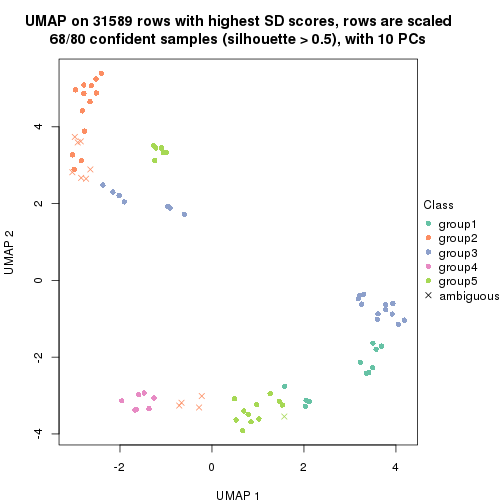 UMAP on 31589 rows with highest SD scores, rows are scaled
68/80 confident samples (silhouette > 0.5), with 10 PCs
4
2
0
-2
-4
UMAP 2
-2
0
2
4
UMAP 1
Class
group1
group2
group3
group4
group5
ambiguous